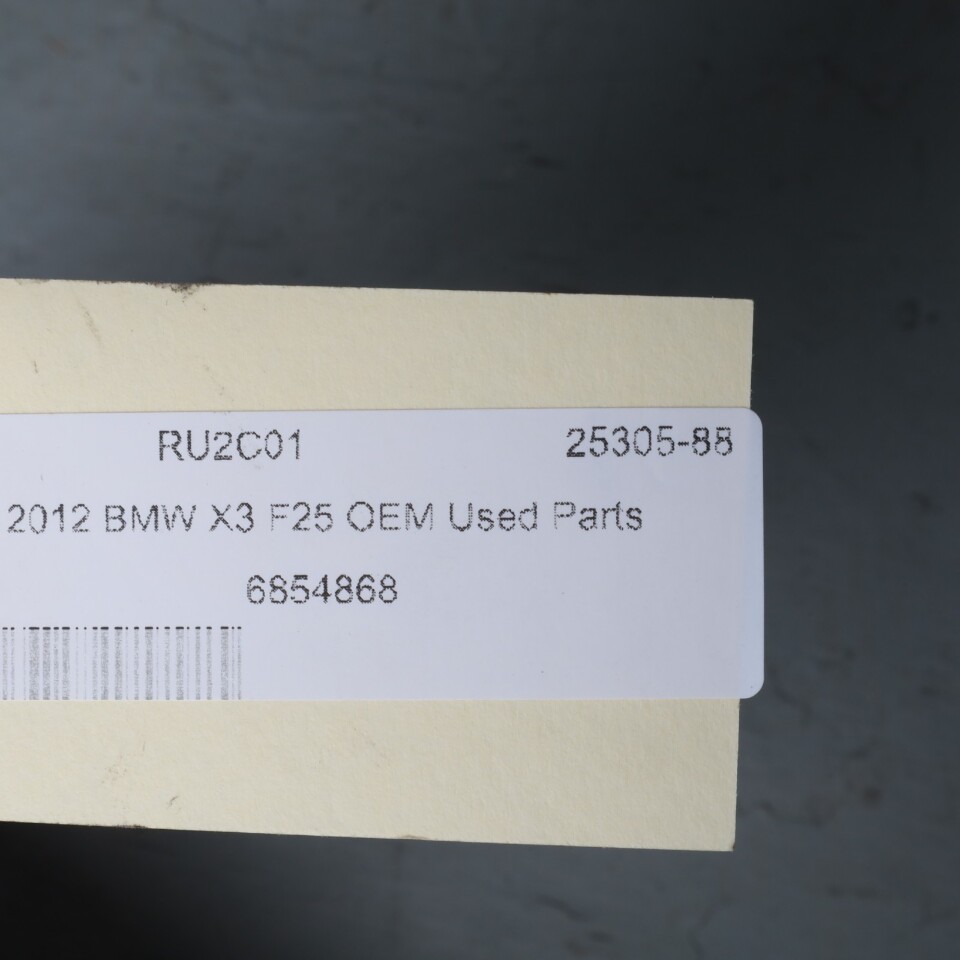 RU2C01 25305-88
2012 BMW X3 F25 OEM Used Parts
6854868